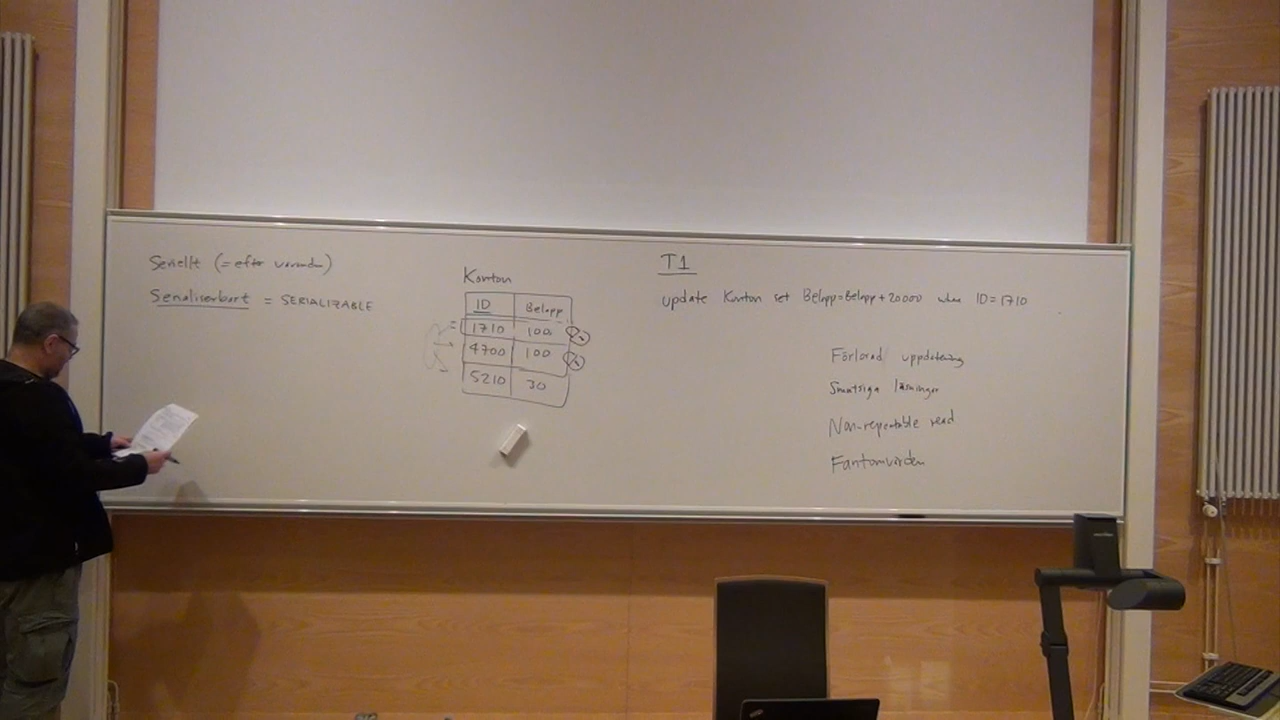 Seriellt (= efter varandra)
Serialiserbart = SERIALIZABLE
Konton
ID Belopp
1710 100
4700 100
5210 30
T1
update Konton set Belopp=Belopp+20000 where ID=1710
Förlorad uppdatering
Smutsiga läsningar
Non-repeatable read
Fantomvärden